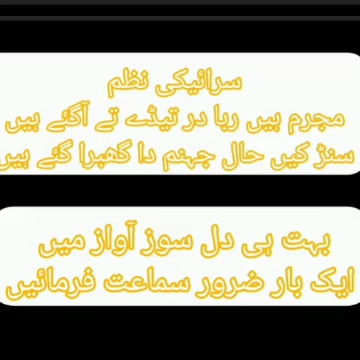 سرائیکی نظم
مجرم ہیں ربا در تیڈے تے آگئے ہیں
سنڑ کیں حال جہنم دا گھبرا گئے ہیں
بہت ہی دل سوز آواز میں
ایک بار ضرور سماعت فرمائیں